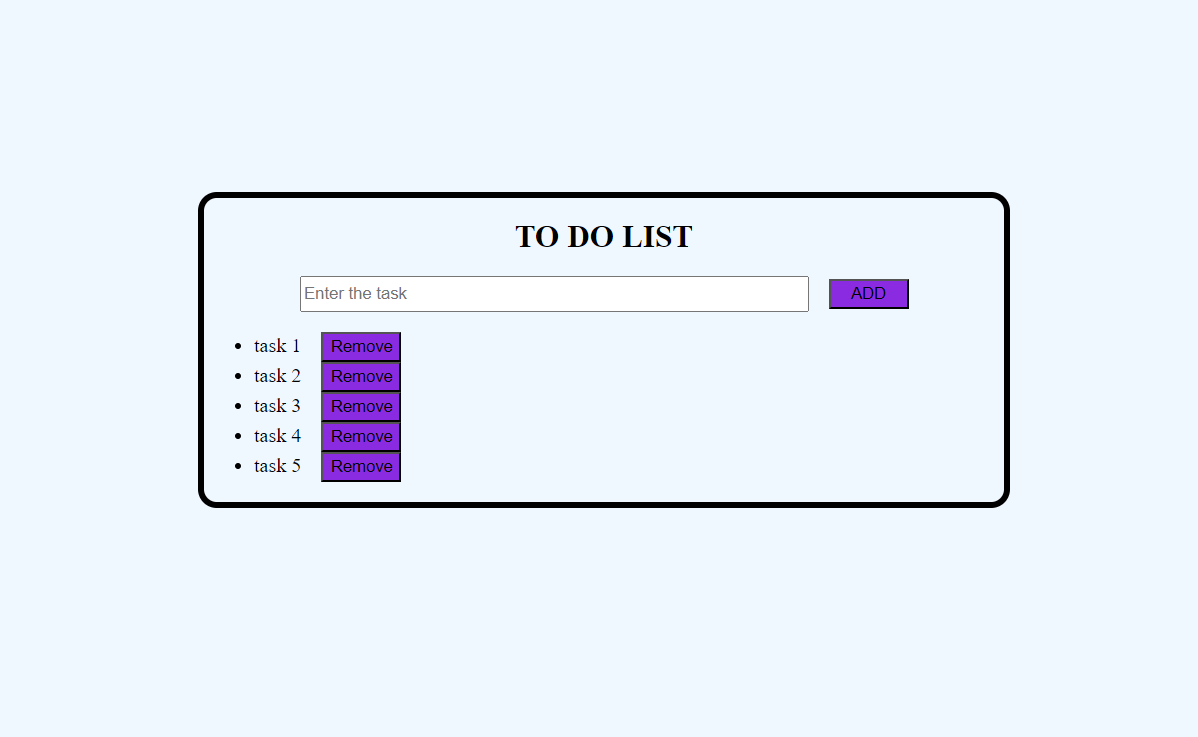 TO DO LIST
Enter the task ADD
task 1 Remove
task 2 Remove
task 3 Remove
task 4 Remove
task 5 Remove